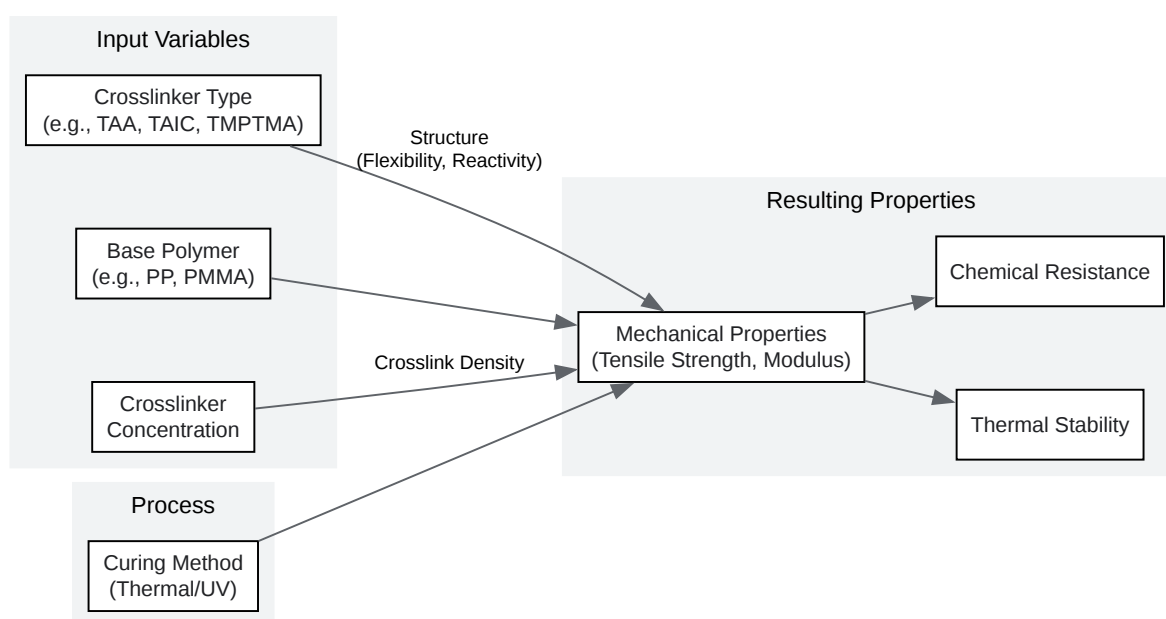 Input Variables
Crosslinker Type
(e.g., TAA, TAIC, TMPTMA)
Structure
(Flexibility, Reactivity)
Resulting Properties
Base Polymer
(e.g., PP, PMMA)
Chemical Resistance
Mechanical Properties
(Tensile Strength, Modulus)
Crosslink Density
Crosslinker
Concentration
Thermal Stability
Process
Curing Method
(Thermal/UV)